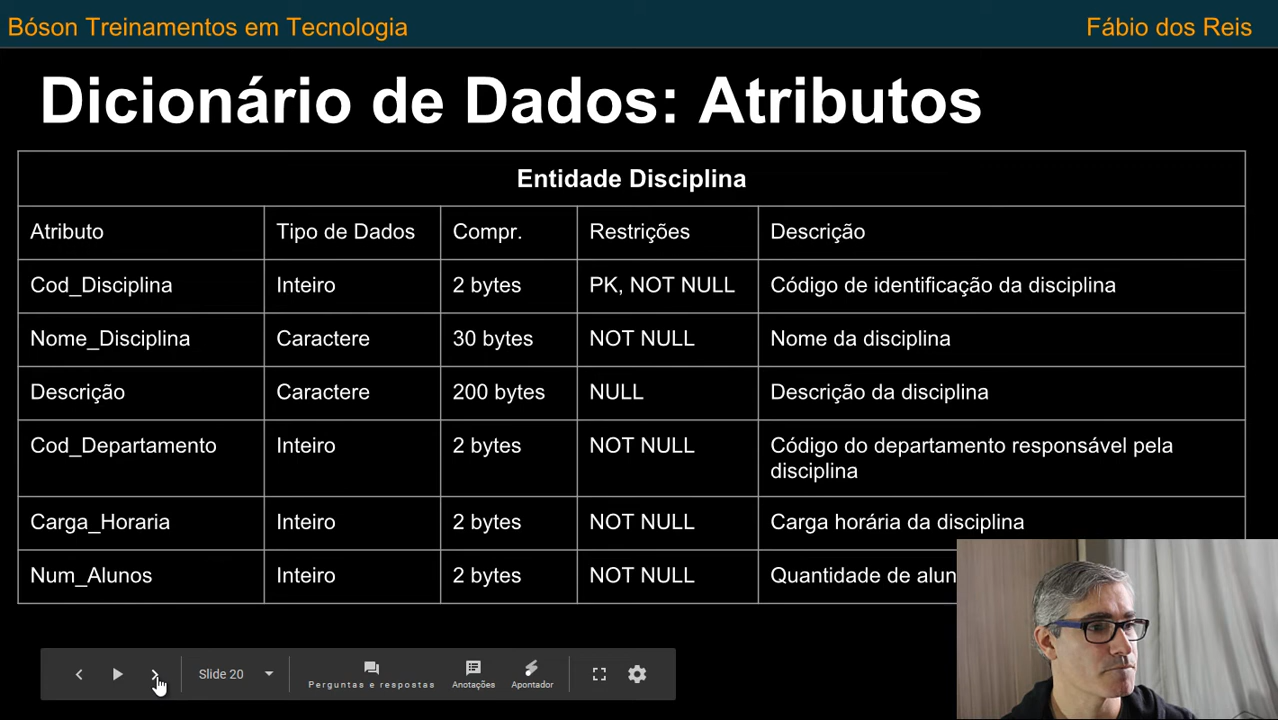 Bóson Treinamentos em Tecnologia
Fábio dos Reis
Dicionário de Dados: Atributos
Entidade Disciplina
Atributo Tipo de Dados Compr. Restrições Descrição
Cod_Disciplina Inteiro 2 bytes PK, NOT NULL Código de identificação da disciplina
Nome_Disciplina Caractere 30 bytes NOT NULL Nome da disciplina
Descrição Caractere 200 bytes NULL Descrição da disciplina
Cod_Departamento Inteiro 2 bytes NOT NULL Código do departamento responsável pela
disciplina
Carga_Horaria Inteiro 2 bytes NOT NULL Carga horária da disciplina
Num_Alunos Inteiro 2 bytes NOT NULL Quantidade de
Slide 20
Perguntas e respostas
Anotações
Apontador